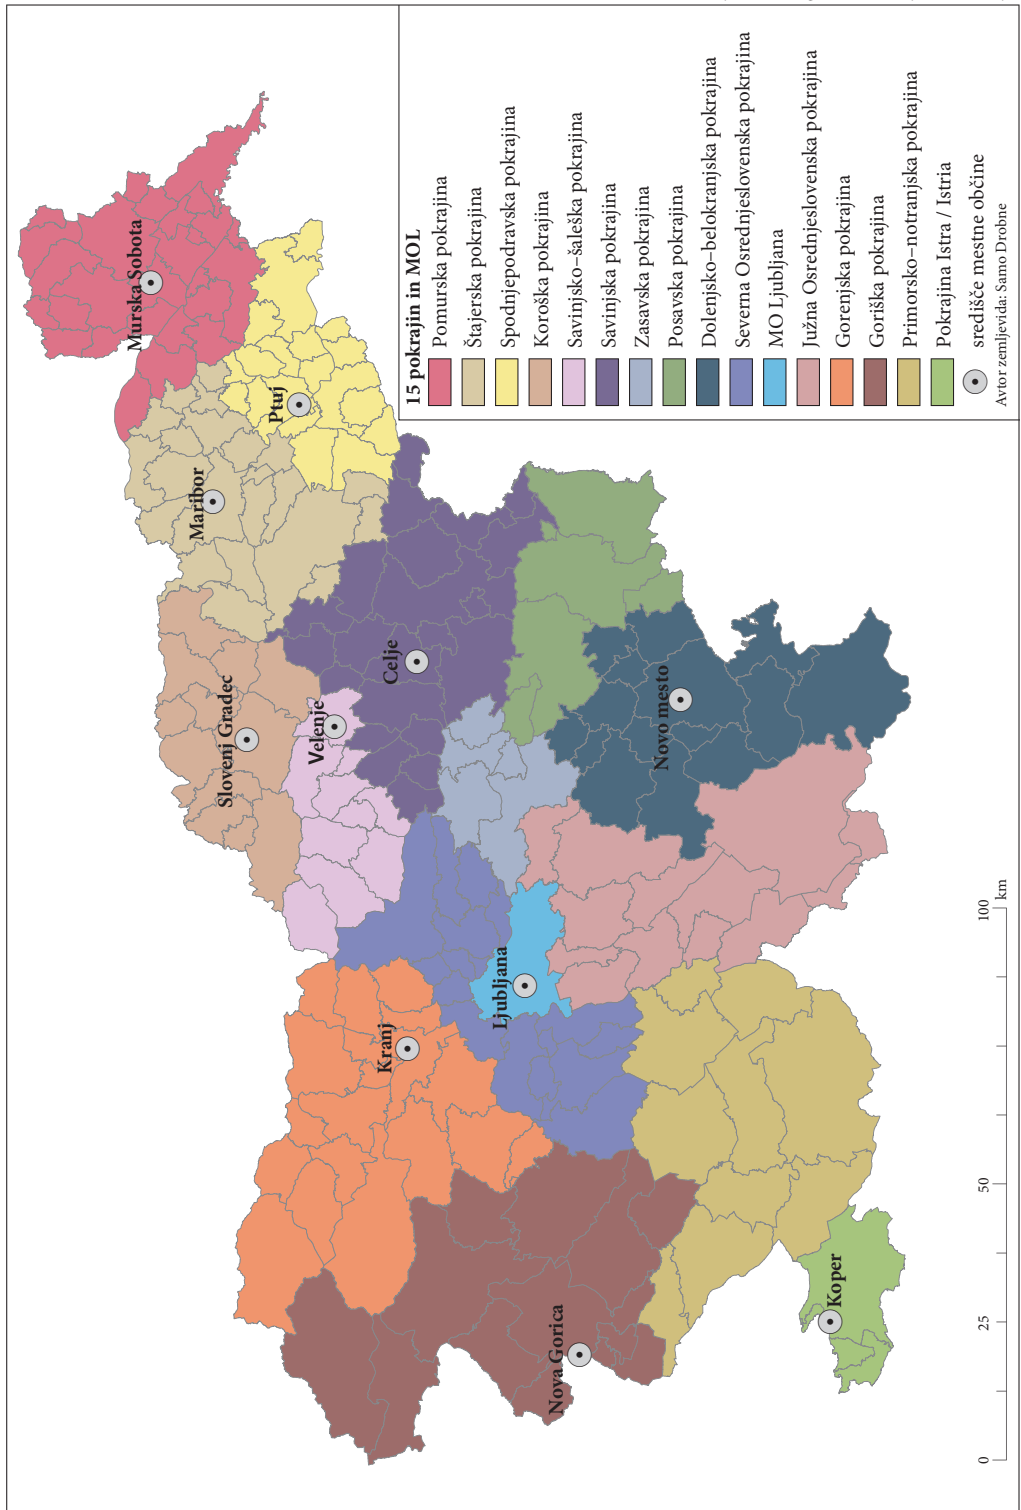 Murska Sobota
Maribor
Ptuj
Slovenj Gradec
Velenje
Celje
Kranj
Ljubljana
Novo mesto
Nova Gorica
Koper
15 pokrajin in MOL
Pomurska pokrajina
Štajerska pokrajina
Spodnjepodravska pokrajina
Koroška pokrajina
Savinjsko–šaleška pokrajina
Savinjska pokrajina
Zasavska pokrajina
Posavska pokrajina
Dolenjsko–belokranjska pokrajina
Severna Osrednjeslovenska pokrajina
MO Ljubljana
Južna Osrednjeslovenska pokrajina
Gorenjska pokrajina
Goriška pokrajina
Primorsko–notranjska pokrajina
Pokrajina Istra / Istria
središče mestne občine
Avtor zemljevida: Samo Drobne
0 25 50 100
km